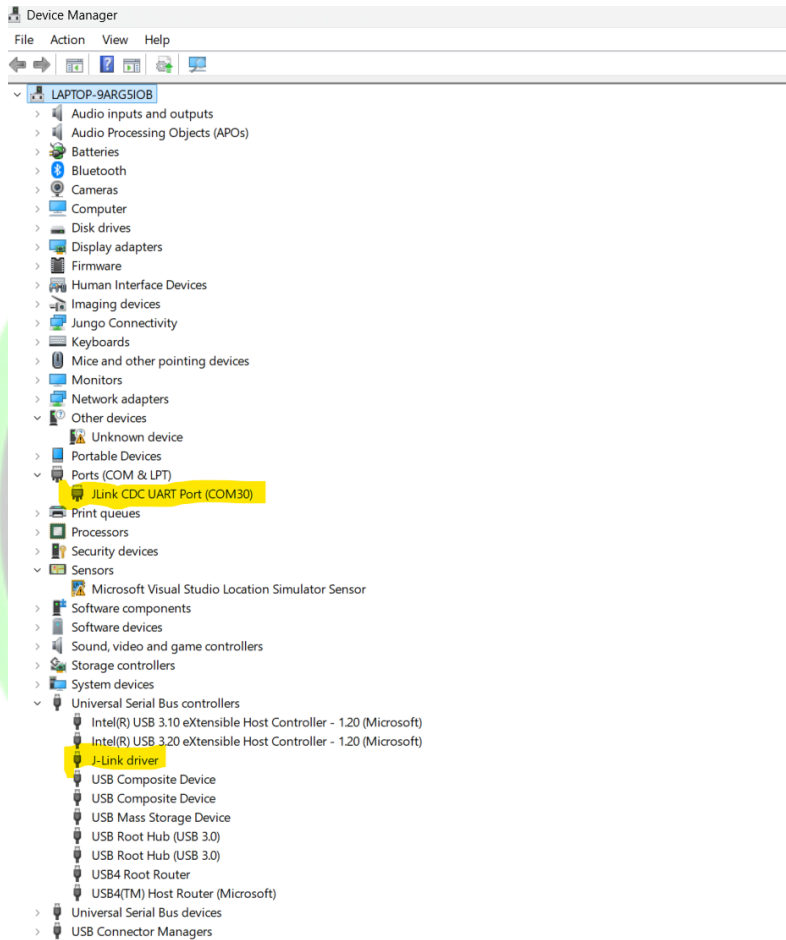 Device Manager
File Action View Help
LAPTOP-9ARG5IOB
Audio inputs and outputs
Audio Processing Objects (APOs)
Batteries
Bluetooth
Cameras
Computer
Disk drives
Display adapters
Firmware
Human Interface Devices
Imaging devices
Jungo Connectivity
Keyboards
Mice and other pointing devices
Monitors
Network adapters
Other devices
Unknown device
Portable Devices
Ports (COM & LPT)
JLink CDC UART Port (COM30)
Print queues
Processors
Security devices
Sensors
Microsoft Visual Studio Location Simulator Sensor
Software components
Software devices
Sound, video and game controllers
Storage controllers
System devices
Universal Serial Bus controllers
Intel(R) USB 3.10 eXtensible Host Controller - 1.20 (Microsoft)
Intel(R) USB 3.20 eXtensible Host Controller - 1.20 (Microsoft)
J-Link driver
USB Composite Device
USB Composite Device
USB Mass Storage Device
USB Root Hub (USB 3.0)
USB Root Hub (USB 3.0)
USB4 Root Router
USB4(TM) Host Router (Microsoft)
Universal Serial Bus devices
USB Connector Managers